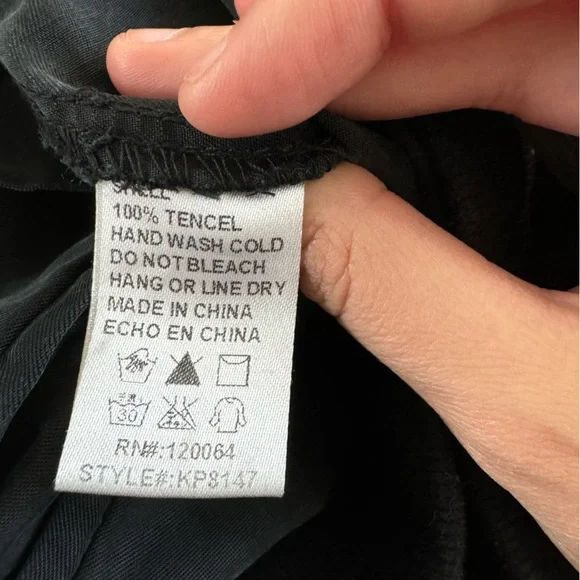 SHELL
100% TENCEL
HAND WASH COLD
DO NOT BLEACH
HANG OR LINE DRY
MADE IN CHINA
ECHO EN CHINA
30
RN#:120064
STYLE#:KP8147